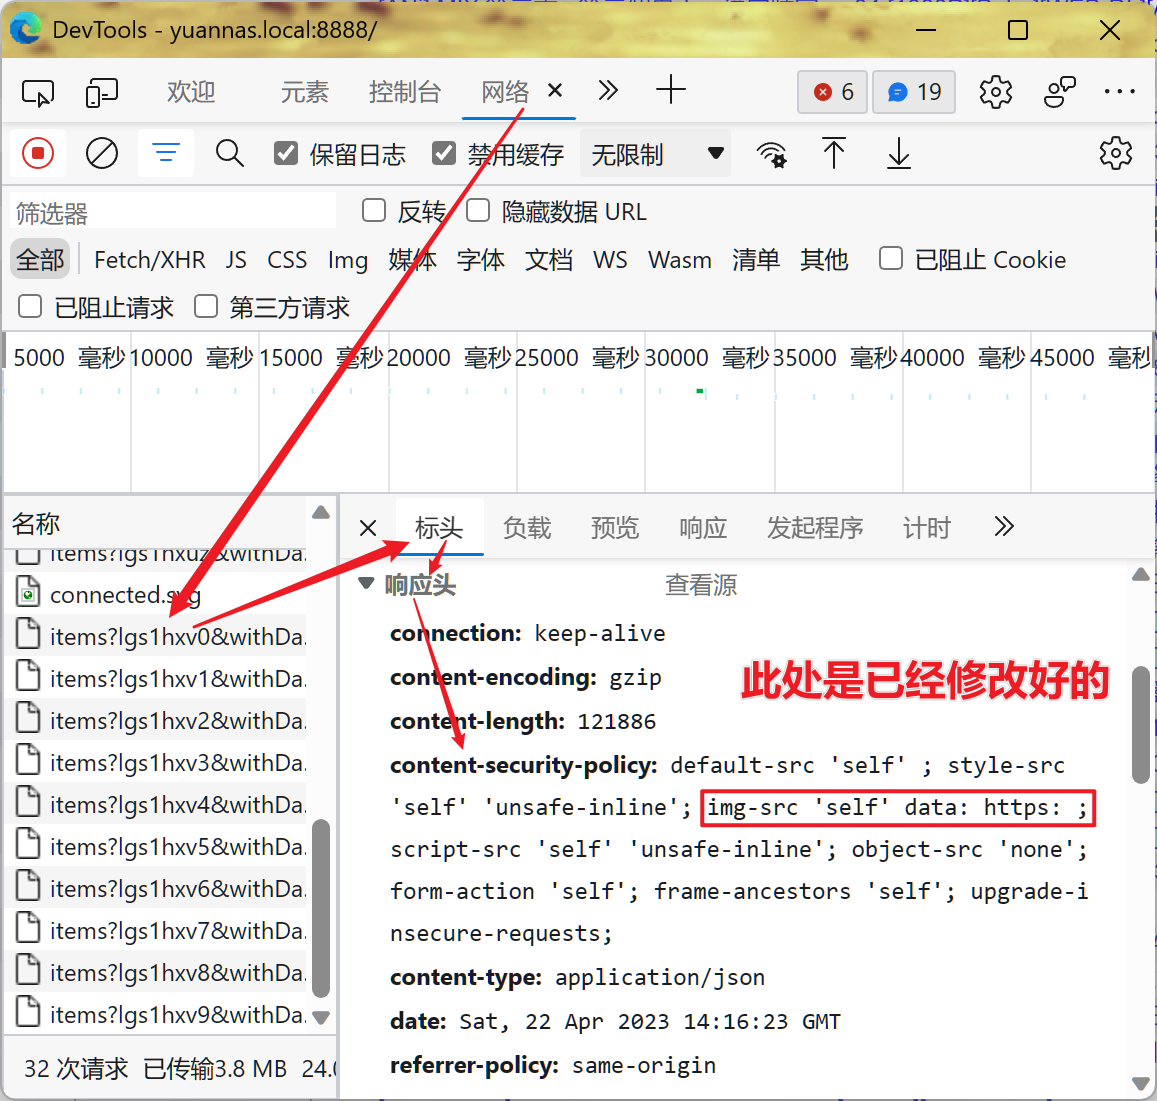 DevTools - yuannas.local:8888/
欢迎 元素 控制台 网络 6 19
保留日志 禁用缓存 无限制
筛选器 反转 隐藏数据 URL
全部 Fetch/XHR JS CSS Img 媒体 字体 文档 WS Wasm 清单 其他 已阻止 Cookie
已阻止请求 第三方请求
5000 毫秒 10000 毫秒 15000 毫秒 20000 毫秒 25000 毫秒 30000 毫秒 35000 毫秒 40000 毫秒 45000 毫秒
名称
items?lgs1hxuz&withDa.
connected.svg
items?lgs1hxv0&withDa.
items?lgs1hxv1&withDa.
items?lgs1hxv2&withDa.
items?lgs1hxv3&withDa.
items?lgs1hxv4&withDa.
items?lgs1hxv5&withDa.
items?lgs1hxv6&withDa.
items?lgs1hxv7&withDa.
items?lgs1hxv8&withDa.
items?lgs1hxv9&withDa.
32 次请求 已传输3.8 MB 24.0
标头 负载 预览 响应 发起程序 计时
响应头 查看源
connection: keep-alive
content-encoding: gzip
此处是已经修改好的
content-length: 121886
content-security-policy: default-src 'self' ; style-src
'self' 'unsafe-inline'; img-src 'self' data: https: ;
script-src 'self' 'unsafe-inline'; object-src 'none';
form-action 'self'; frame-ancestors 'self'; upgrade-i
nsecure-requests;
content-type: application/json
date: Sat, 22 Apr 2023 14:16:23 GMT
referrer-policy: same-origin